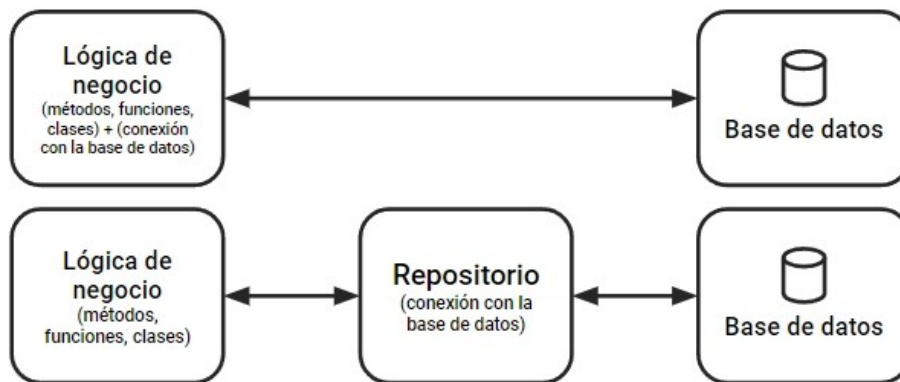 Lógica de
negocio
(métodos, funciones,
clases) + (conexión
con la base de datos)
Base de datos
Lógica de
negocio
(métodos,
funciones, clases)
Repositorio
(conexión con la
base de datos)
Base de datos